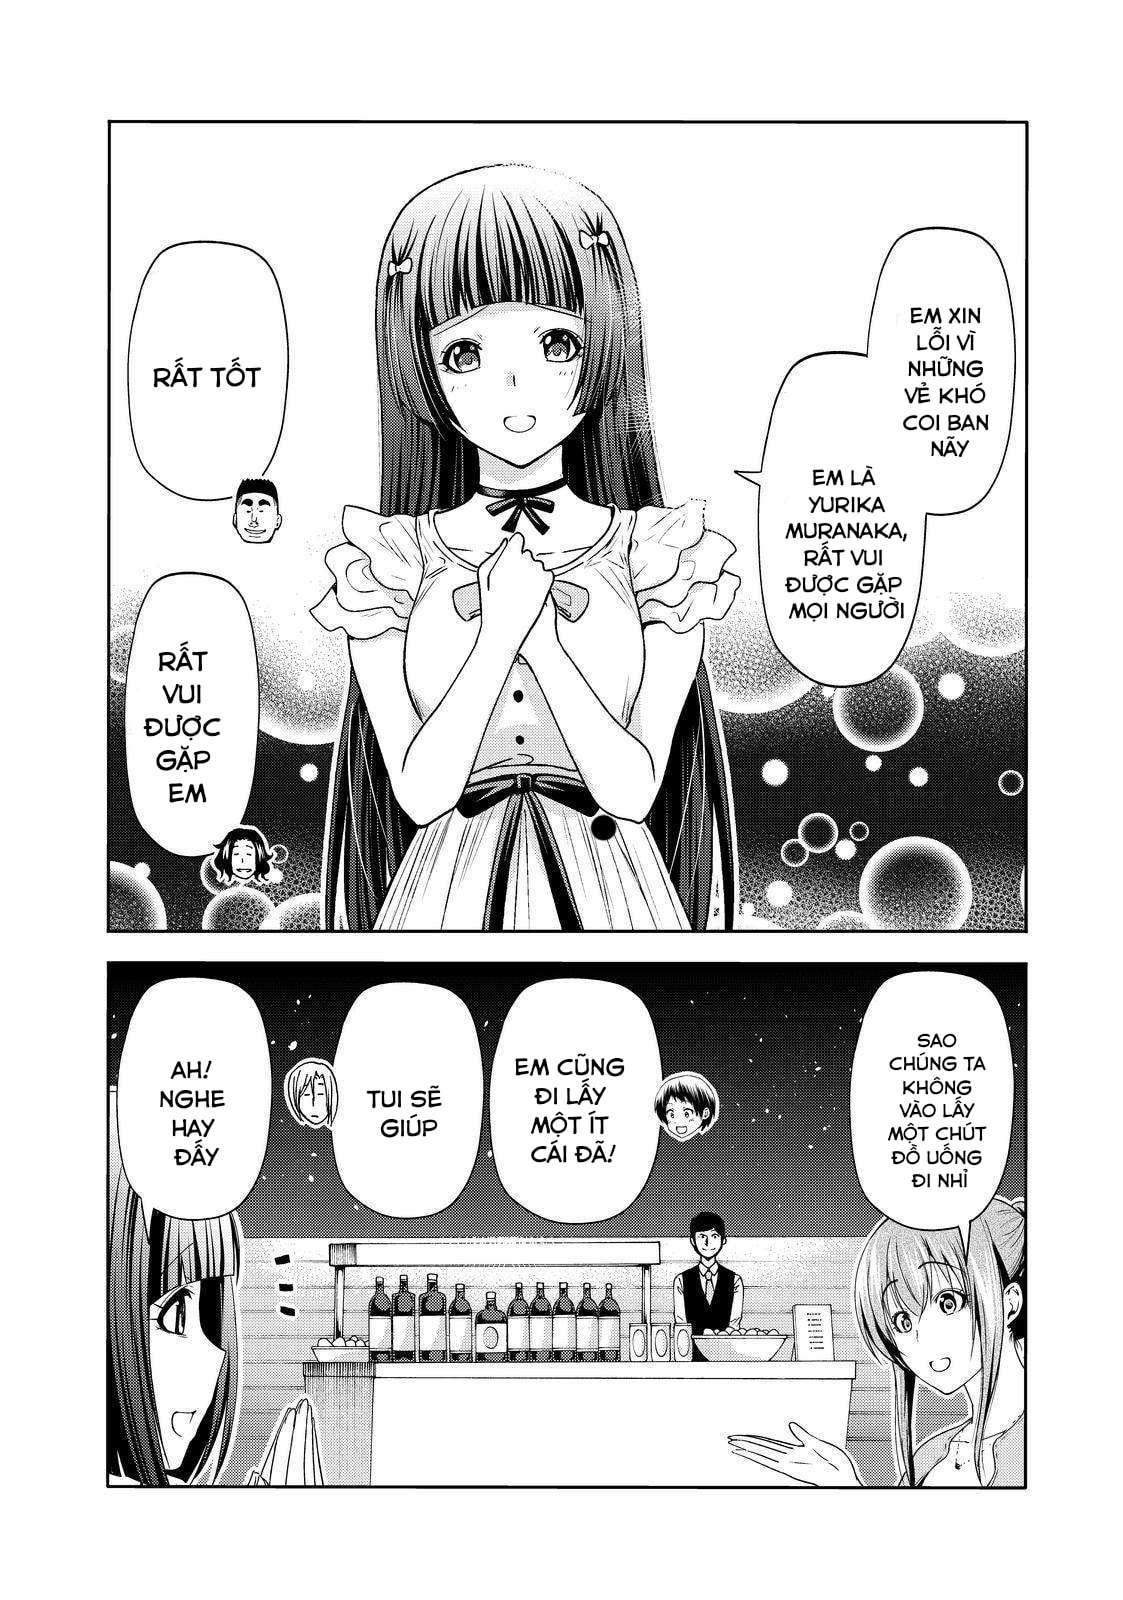 EM XIN
LỖI VÌ
NHỮNG
VẺ KHÓ
COI BAN
NÃY
EM LÀ
YURIKA
MURANAKA,
RẤT VUI
ĐƯỢC GẶP
MỌI NGƯỜI
RẤT TỐT
RẤT
VUI
ĐƯỢC
GẶP
EM
SAO
CHÚNG TA
KHÔNG
VÀO LẤY
MỘT CHÚT
ĐỒ UỐNG
ĐI NHỈ
EM CŨNG
ĐI LẤY
MỘT ÍT
CÁI ĐÃ!
TUI SẼ
GIÚP
AH!
NGHE
HAY
ĐẤY